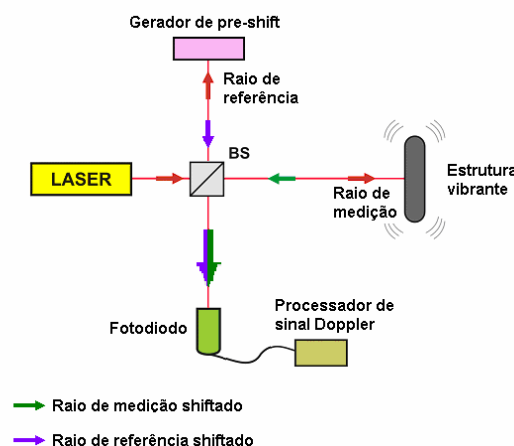 Gerador de pre-shift
Raio de
referência
BS
LASER
Raio de
medição
Estrutura
vibrante
Fotodiodo
Processador de
sinal Doppler
Raio de medição shiftado
Raio de referência shiftado